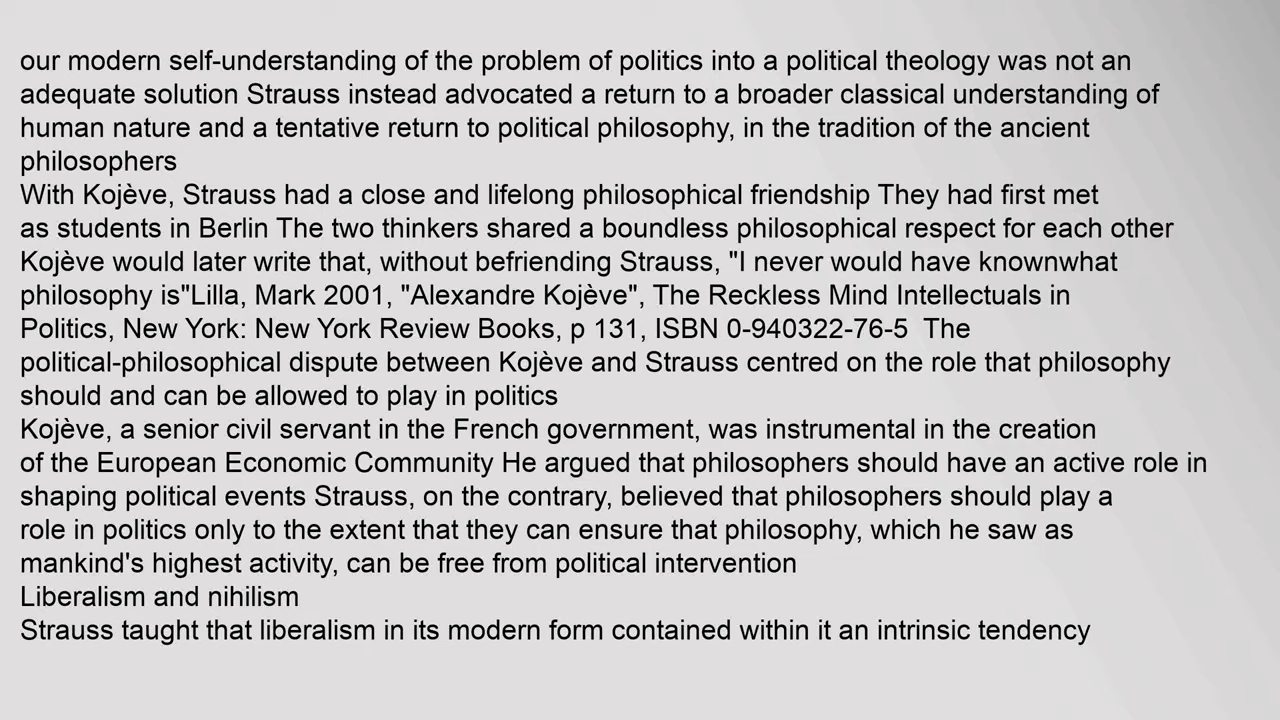 our modern self-understanding of the problem of politics into a political theology was not an
adequate solution Strauss instead advocated a return to a broader classical understanding of
human nature and a tentative return to political philosophy, in the tradition of the ancient
philosophers
With Kojève, Strauss had a close and lifelong philosophical friendship They had first met
as students in Berlin The two thinkers shared a boundless philosophical respect for each other
Kojève would later write that, without befriending Strauss, "I never would have knownwhat
philosophy is"Lilla, Mark 2001, "Alexandre Kojève", The Reckless Mind Intellectuals in
Politics, New York: New York Review Books, p 131, ISBN 0-940322-76-5  The
political-philosophical dispute between Kojève and Strauss centred on the role that philosophy
should and can be allowed to play in politics
Kojève, a senior civil servant in the French government, was instrumental in the creation
of the European Economic Community He argued that philosophers should have an active role in
shaping political events Strauss, on the contrary, believed that philosophers should play a
role in politics only to the extent that they can ensure that philosophy, which he saw as
mankind's highest activity, can be free from political intervention
Liberalism and nihilism
Strauss taught that liberalism in its modern form contained within it an intrinsic tendency